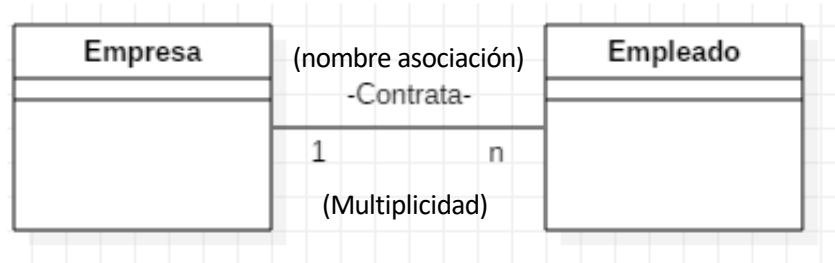 Empresa
(nombre asociación)
-Contrata-
Empleado
1
n
(Multiplicidad)